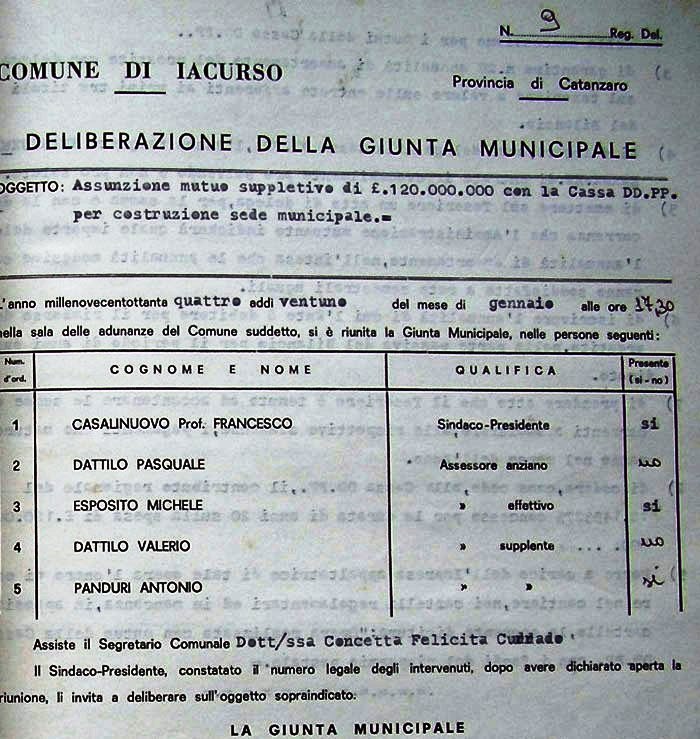 N. 9 Reg. Del.
COMUNE DI IACURSO
Provincia di Catanzaro
DELIBERAZIONE DELLA GIUNTA MUNICIPALE
OGGETTO: Assunzione mutuo suppletivo di £.120.000.000 con la Cassa DD.PP.
per costruzione sede municipale.=
L'anno millenovecentottanta quattro addì ventuno del mese di gennaio alle ore 17,30
nella sala delle adunanze del Comune suddetto, si è riunita la Giunta Municipale, nelle persone seguenti:
Num. d'ord. COGNOME E NOME QUALIFICA Presente (si - no)
1 CASALINUOVO Prof. FRANCESCO Sindaco-Presidente si
2 DATTILO PASQUALE Assessore anziano no
3 ESPOSITO MICHELE » effettivo si
4 DATTILO VALERIO » supplente no
5 PANDURI ANTONIO » » si
Assiste il Segretario Comunale Dott/ssa Concetta Felicita
Il Sindaco-Presidente, constatato il numero legale degli intervenuti, dopo avere dichiarato aperta la
riunione, li invita a deliberare sull'oggetto sopraindicato:
LA GIUNTA MUNICIPALE